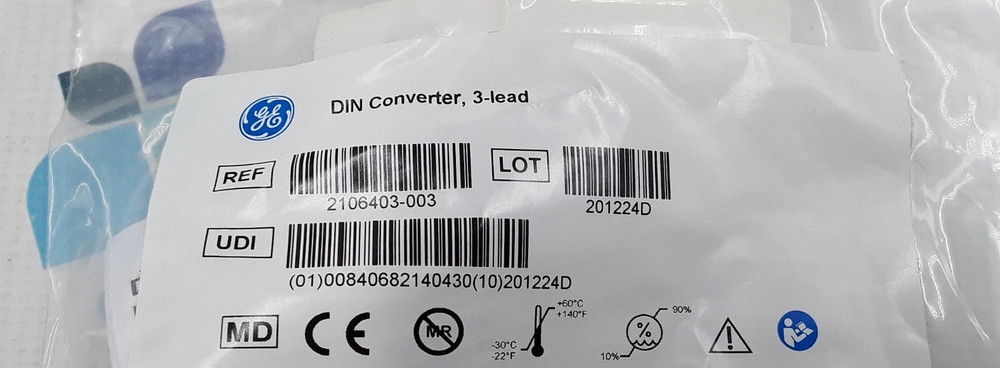 GE
DIN Converter, 3-lead
REF
2106403-003
LOT
201224D
UDI
(01)00840682140430(10)201224D
MD CE MR
+60°C
+140°F
-30°C
-22°F
90%
%
10%